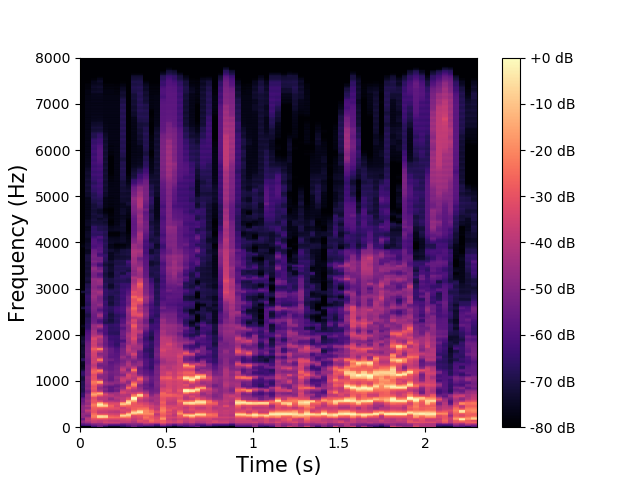 8000
7000
6000
5000
4000
3000
2000
1000
0
Frequency (Hz)
0
0.5
1
1.5
2
Time (s)
+0 dB
-10 dB
-20 dB
-30 dB
-40 dB
-50 dB
-60 dB
-70 dB
-80 dB